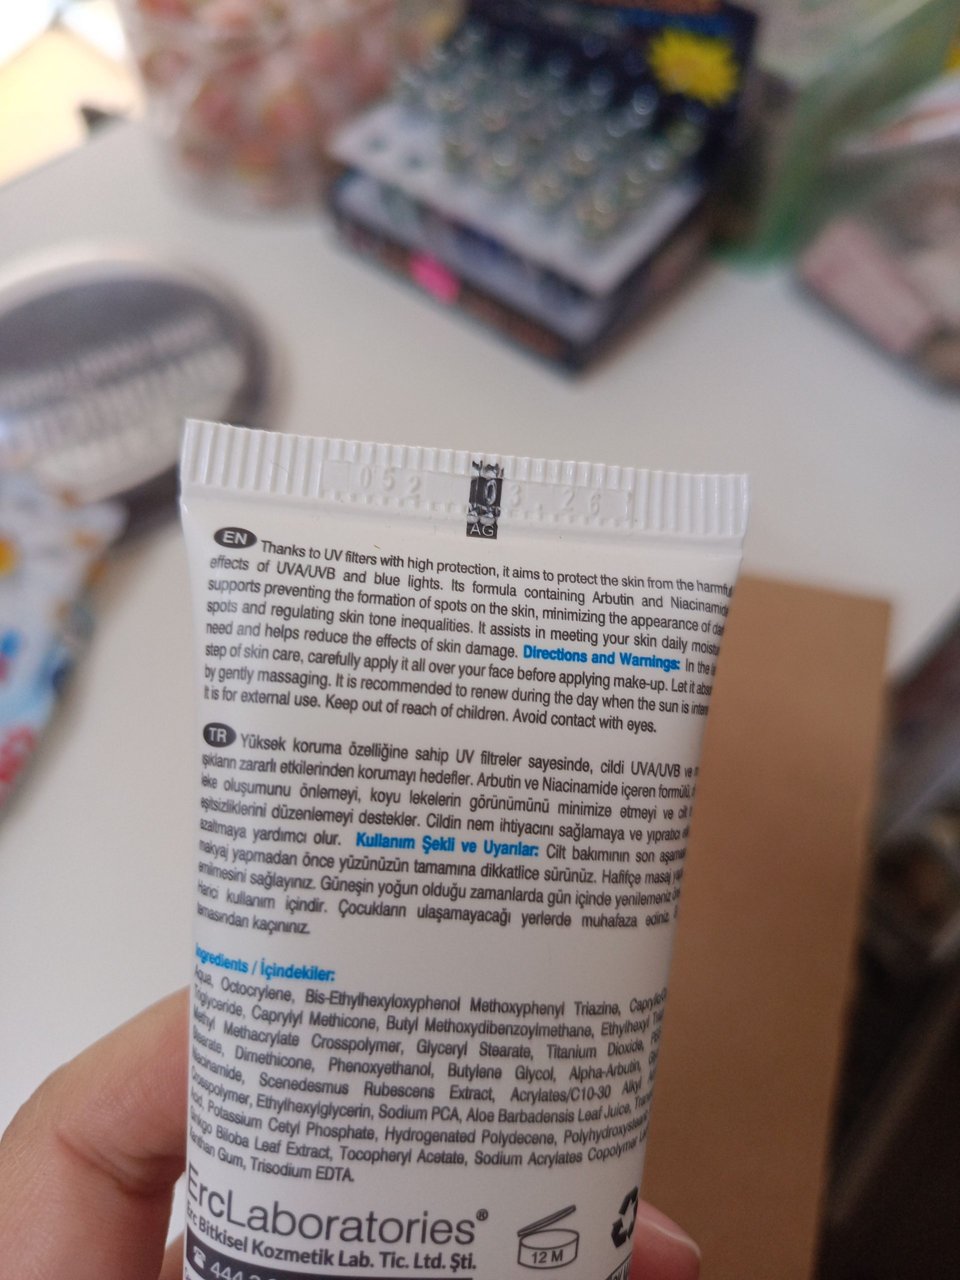 052 03.26
AG
EN Thanks to UV filters with high protection, it aims to protect the skin from the harmful
effects of UVA/UVB and blue lights. Its formula containing Arbutin and Niacinamide
supports preventing the formation of spots on the skin, minimizing the appearance of
spots and regulating skin tone inequalities. It assists in meeting your skin daily
need and helps reduce the effects of skin damage. Directions and Warnings: In the
step of skin care, carefully apply it all over your face before applying make-up. Let it
by gently massaging. It is recommended to renew during the day when the sun is
It is for external use. Keep out of reach of children. Avoid contact with eyes.
TR Yüksek koruma özelliğine sahip UV filtreler sayesinde, cildi UVA/UVB ve
ışıkların zararlı etkilerinden korumayı hedefler. Arbutin ve Niacinamide içeren formülü,
leke oluşumunu önlemeyi, koyu lekelerin görünümünü minimize etmeyi ve cilt
eşitsizliklerini düzenlemeyi destekler. Cildin nem ihtiyacını sağlamaya ve yıpratıcı
azaltmaya yardımcı olur. Kullanım Şekli ve Uyarılar: Cilt bakımının son
makyaj yapmadan önce yüzünüzün tamamına dikkatlice sürünüz. Hafifçe masaj
emilmesini sağlayınız. Güneşin yoğun olduğu zamanlarda gün içinde yenilemeniz
Harici kullanım içindir. Çocukların ulaşamayacağı yerlerde muhafaza ediniz.
temasından kaçınınız.
Ingredients / İçindekiler:
Aqua, Octocrylene, Bis-Ethylhexyloxyphenol Methoxyphenyl Triazine,
Triglyceride, Caprylyl Methicone, Butyl Methoxydibenzoylmethane, Ethylhexyl
Methyl Methacrylate Crosspolymer, Glyceryl Stearate, Titanium Dioxide,
Stearate, Dimethicone, Phenoxyethanol, Butylene Glycol, Alpha-Arbutin,
Niacinamide, Scenedesmus Rubescens Extract, Acrylates/C10-30 Alkyl
Crosspolymer, Ethylhexylglycerin, Sodium PCA, Aloe Barbadensis Leaf Juice,
Acid, Potassium Cetyl Phosphate, Hydrogenated Polydecene,
Ginkgo Biloba Leaf Extract, Tocopheryl Acetate, Sodium Acrylates Copolymer
Xanthan Gum, Trisodium EDTA.
ErcLaboratories®
Erc Bitkisel Kozmetik Lab. Tic. Ltd. Şti.
444
12 M